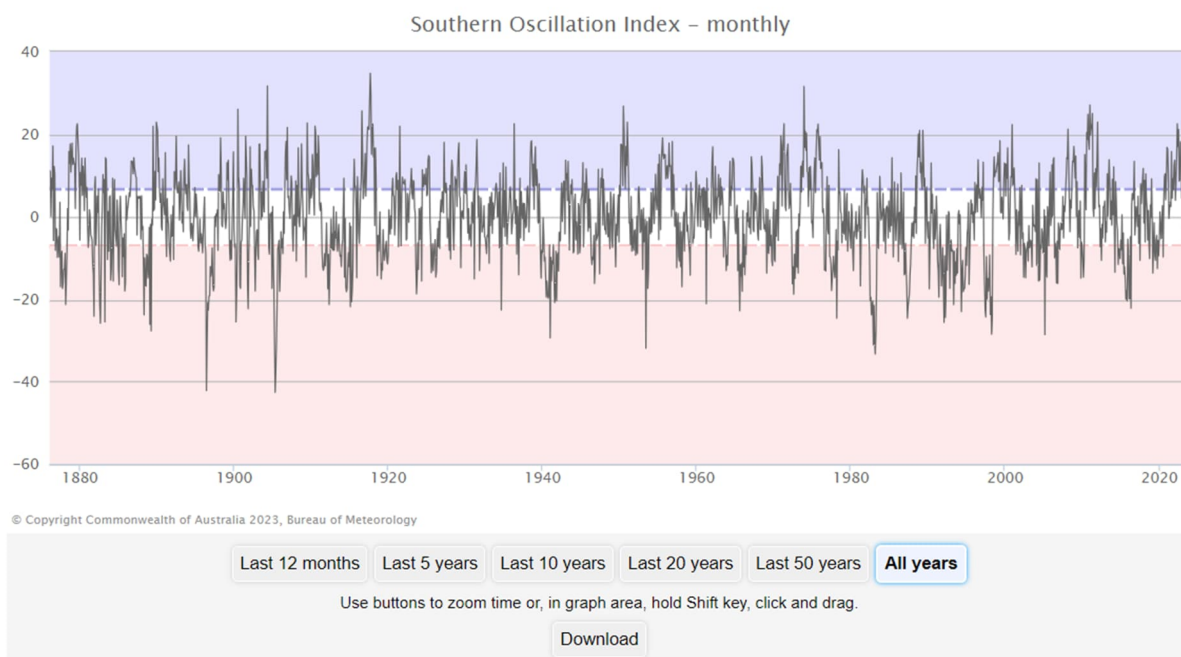 Southern Oscillation Index – monthly
40
20
0
−20
−40
−60
1880 1900 1920 1940 1960 1980 2000 2020
© Copyright Commonwealth of Australia 2023, Bureau of Meteorology
Last 12 months Last 5 years Last 10 years Last 20 years Last 50 years All years
Use buttons to zoom time or, in graph area, hold Shift key, click and drag.
Download